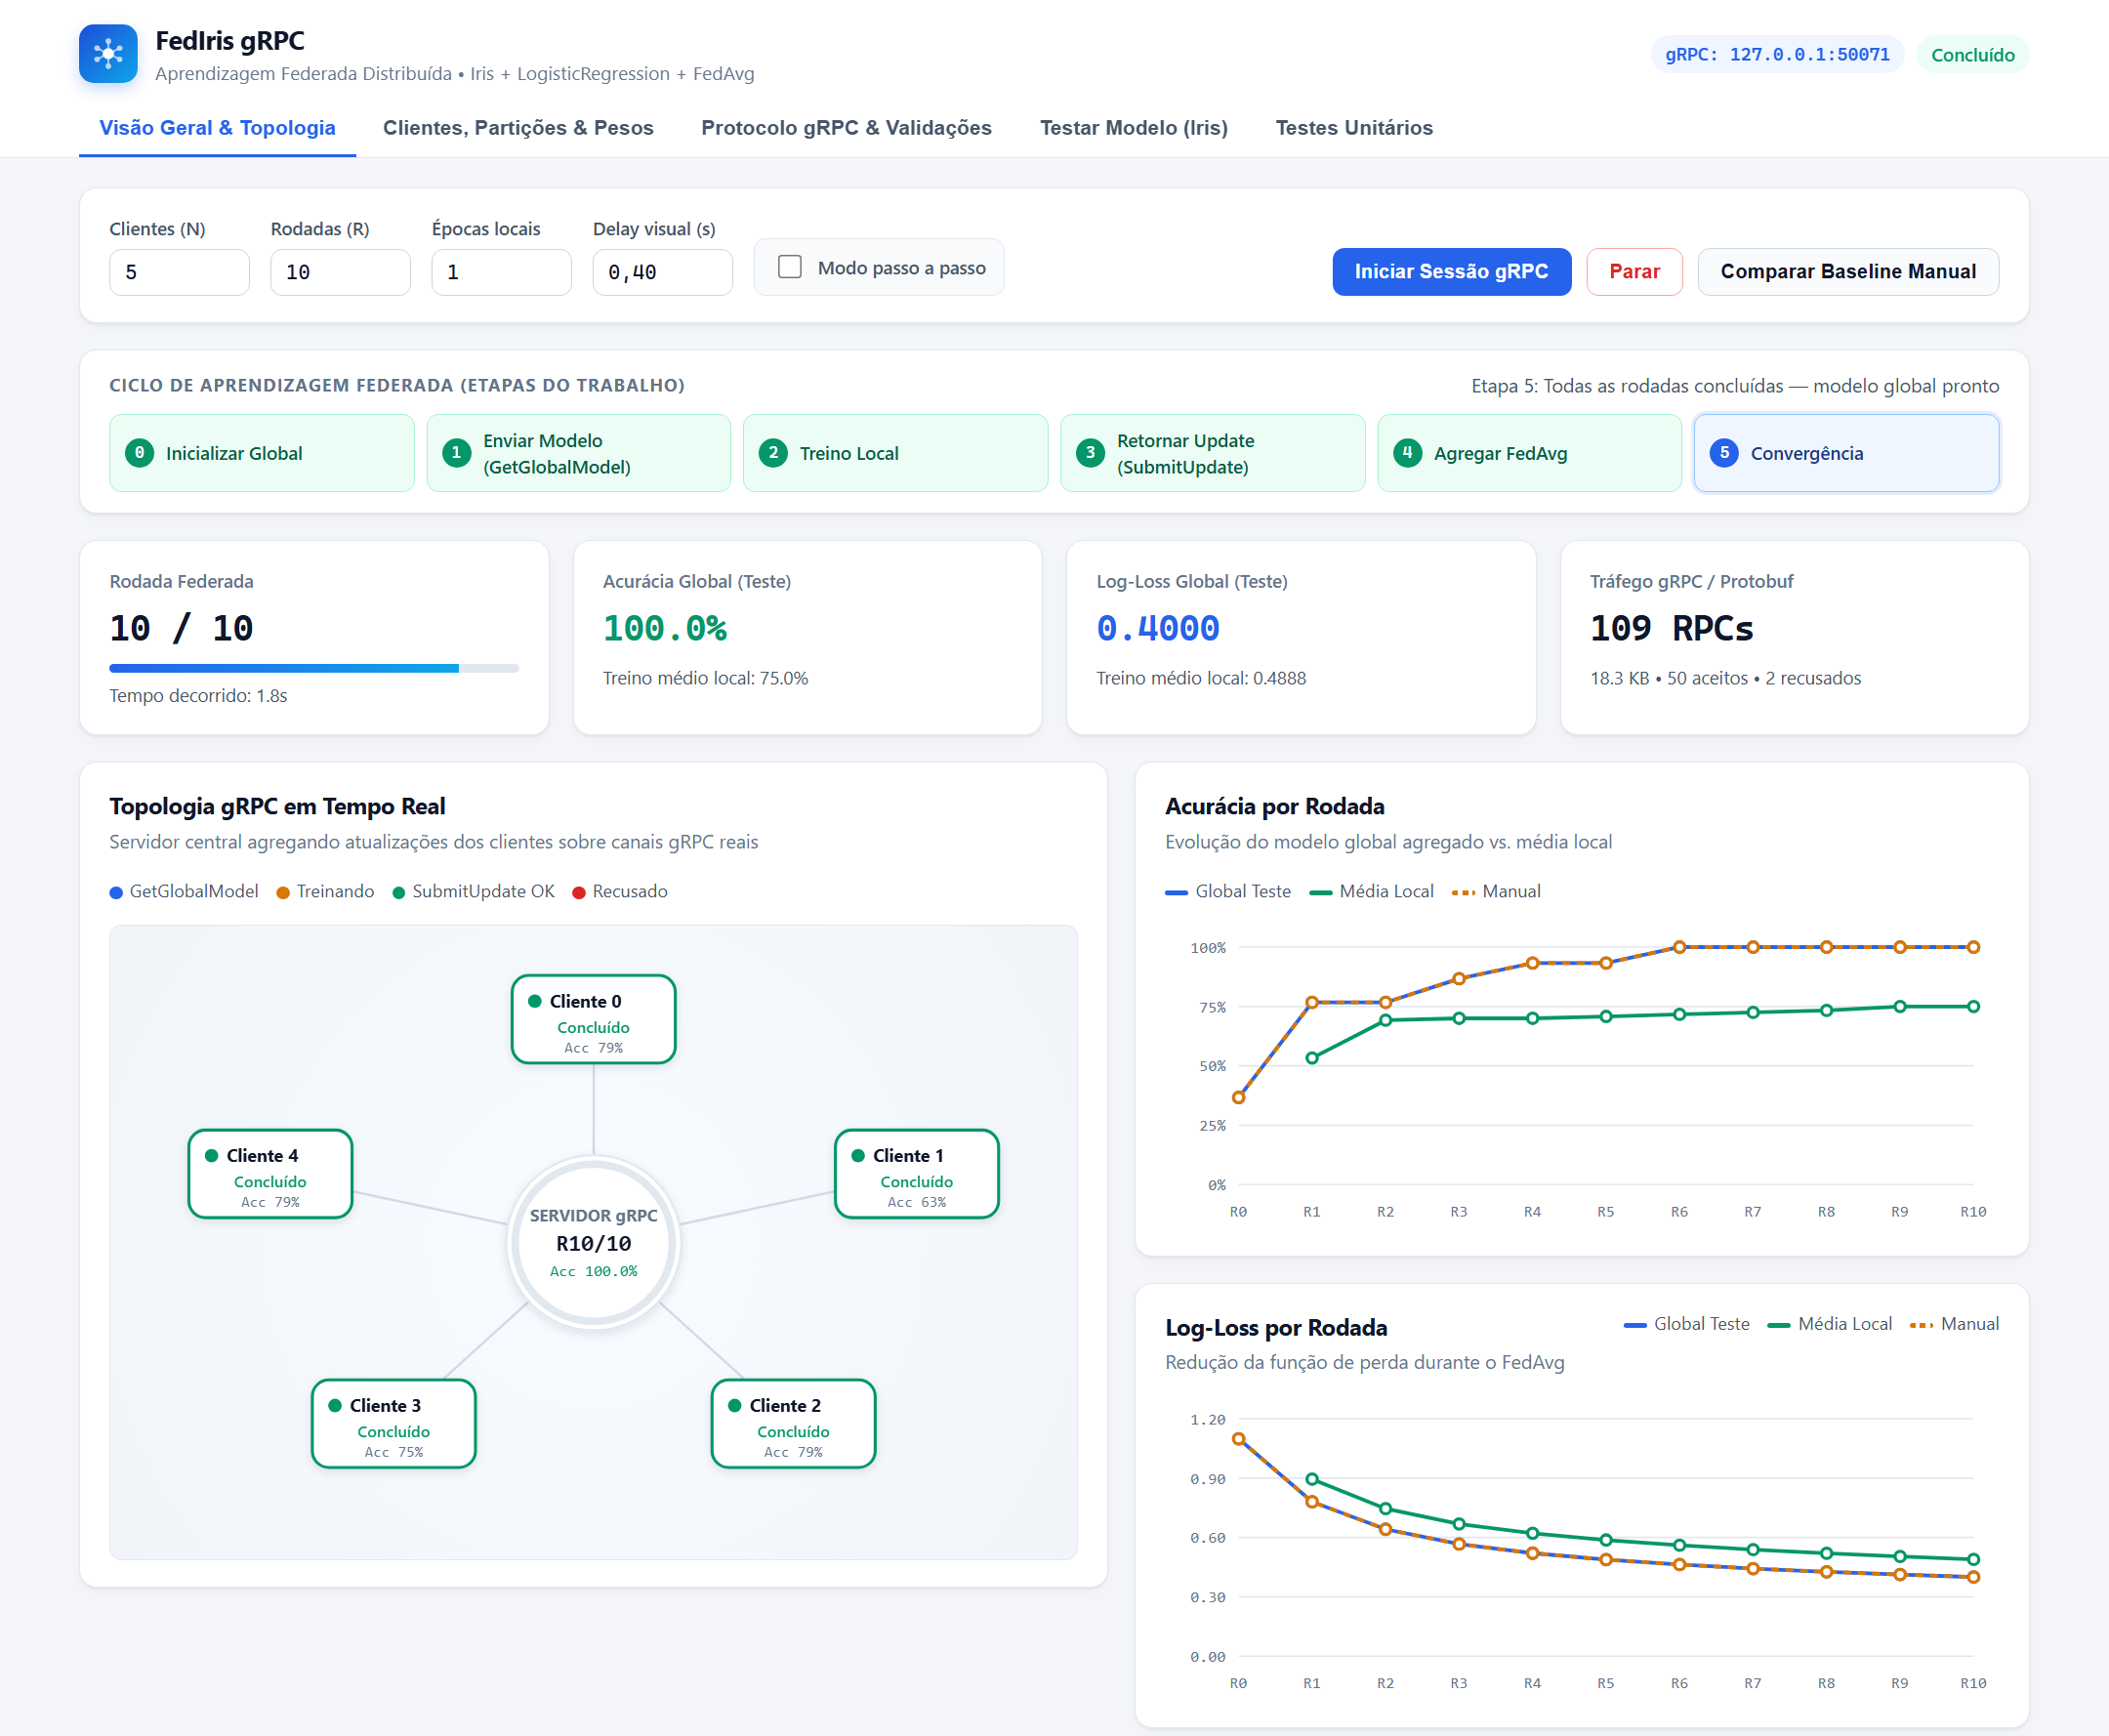 FedIris gRPC
Aprendizagem Federada Distribuída • Iris + LogisticRegression + FedAvg
gRPC: 127.0.0.1:50071
Concluído
Visão Geral & Topologia
Clientes, Partições & Pesos
Protocolo gRPC & Validações
Testar Modelo (Iris)
Testes Unitários
Clientes (N)
Rodadas (R)
Épocas locais
Delay visual (s)
5
10
1
0,40
Modo passo a passo
Iniciar Sessão gRPC
Parar
Comparar Baseline Manual
CICLO DE APRENDIZAGEM FEDERADA (ETAPAS DO TRABALHO)
Etapa 5: Todas as rodadas concluídas — modelo global pronto
0 Inicializar Global
1 Enviar Modelo
(GetGlobalModel)
2 Treino Local
3 Retornar Update
(SubmitUpdate)
4 Agregar FedAvg
5 Convergência
Rodada Federada
10 / 10
Tempo decorrido: 1.8s
Acurácia Global (Teste)
100.0%
Treino médio local: 75.0%
Log-Loss Global (Teste)
0.4000
Treino médio local: 0.4888
Tráfego gRPC / Protobuf
109 RPCs
18.3 KB • 50 aceitos • 2 recusados
Topologia gRPC em Tempo Real
Servidor central agregando atualizações dos clientes sobre canais gRPC reais
GetGlobalModel
Treinando
SubmitUpdate OK
Recusado
Cliente 0
Concluído
Acc 79%
Cliente 4
Concluído
Acc 79%
Cliente 1
Concluído
Acc 63%
SERVIDOR gRPC
R10/10
Acc 100.0%
Cliente 3
Concluído
Acc 75%
Cliente 2
Concluído
Acc 79%
Acurácia por Rodada
Evolução do modelo global agregado vs. média local
Global Teste
Média Local
Manual
100%
75%
50%
25%
0%
R0 R1 R2 R3 R4 R5 R6 R7 R8 R9 R10
Log-Loss por Rodada
Global Teste
Média Local
Manual
Redução da função de perda durante o FedAvg
1.20
0.90
0.60
0.30
0.00
R0 R1 R2 R3 R4 R5 R6 R7 R8 R9 R10